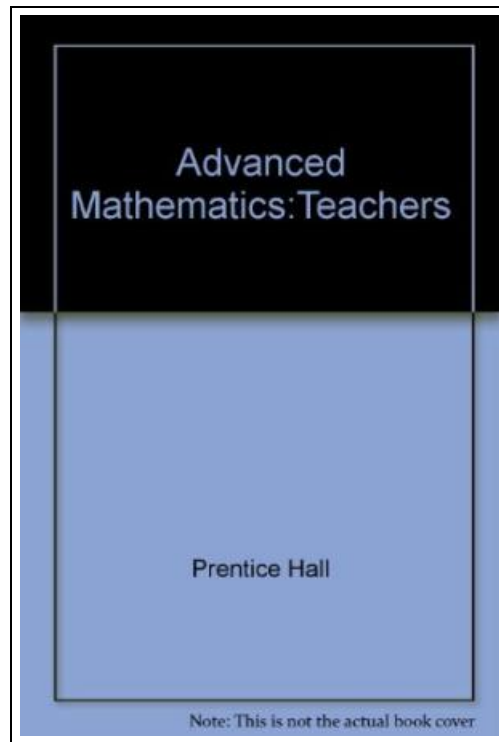 Advanced
Mathematics:Teachers
Prentice Hall
Note: This is not the actual book cover